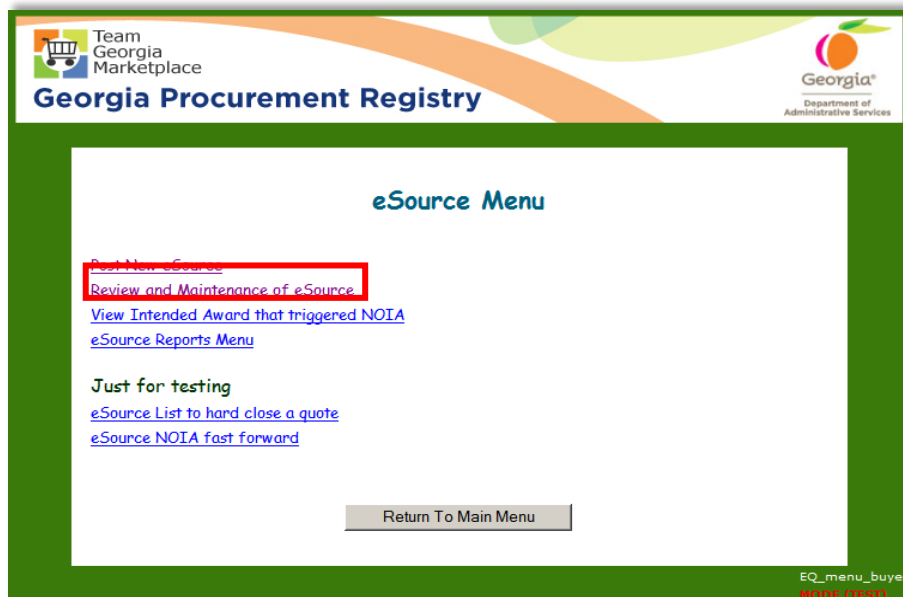 Team
Georgia
Marketplace
Georgia Procurement Registry
Georgia®
Department of
Administrative Services
eSource Menu
Post New eSource
Review and Maintenance of eSource
View Intended Award that triggered NOIA
eSource Reports Menu
Just for testing
eSource List to hard close a quote
eSource NOIA fast forward
Return To Main Menu
EQ_menu_buye
MODE (TEST)